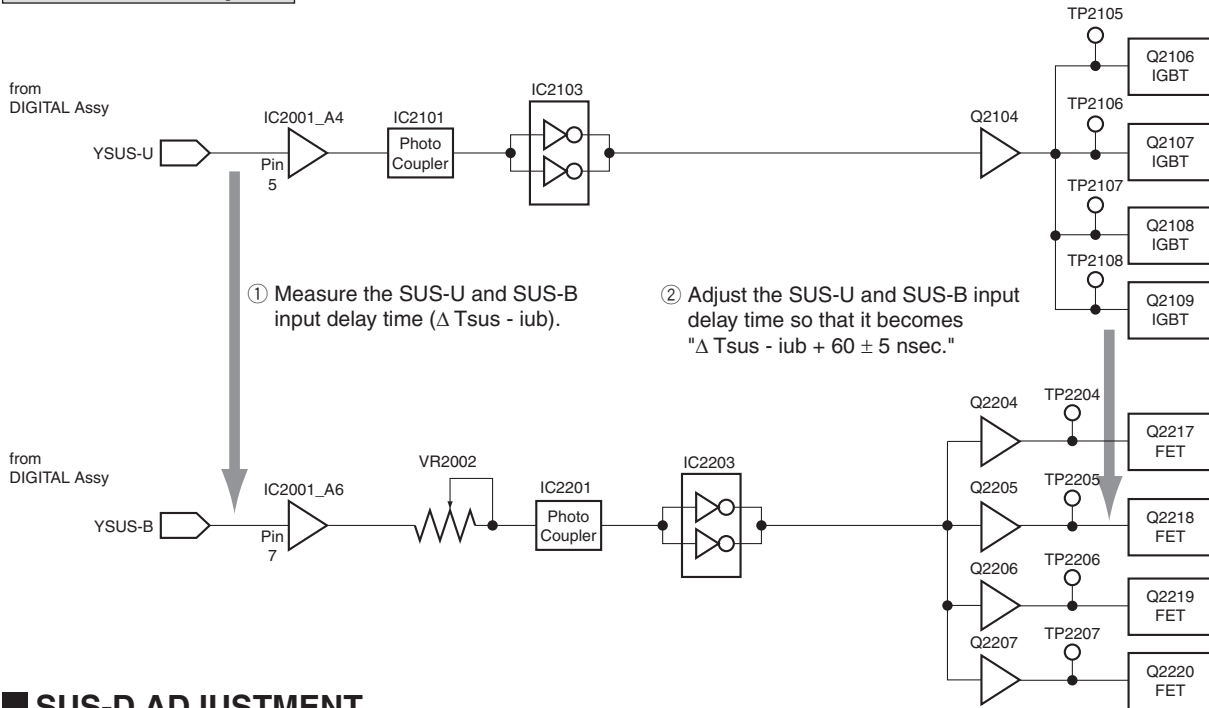 TP2105
Q2106
IGBT
from
DIGITAL Assy
IC2001_A4
IC2101
IC2103
Q2104
TP2106
YSUS-U
Pin
5
Photo
Coupler
Q2107
IGBT
TP2107
Q2108
IGBT
TP2108
Q2109
IGBT
① Measure the SUS-U and SUS-B
input delay time (Δ Tsus - iub).
② Adjust the SUS-U and SUS-B input
delay time so that it becomes
"Δ Tsus - iub + 60 ± 5 nsec."
Q2204
TP2204
Q2217
FET
from
DIGITAL Assy
IC2001_A6
VR2002
IC2201
IC2203
Q2205
TP2205
YSUS-B
Pin
7
Photo
Coupler
Q2218
FET
Q2206
TP2206
Q2219
FET
Q2207
TP2207
Q2220
FET
■ SUS-D ADJUSTMENT